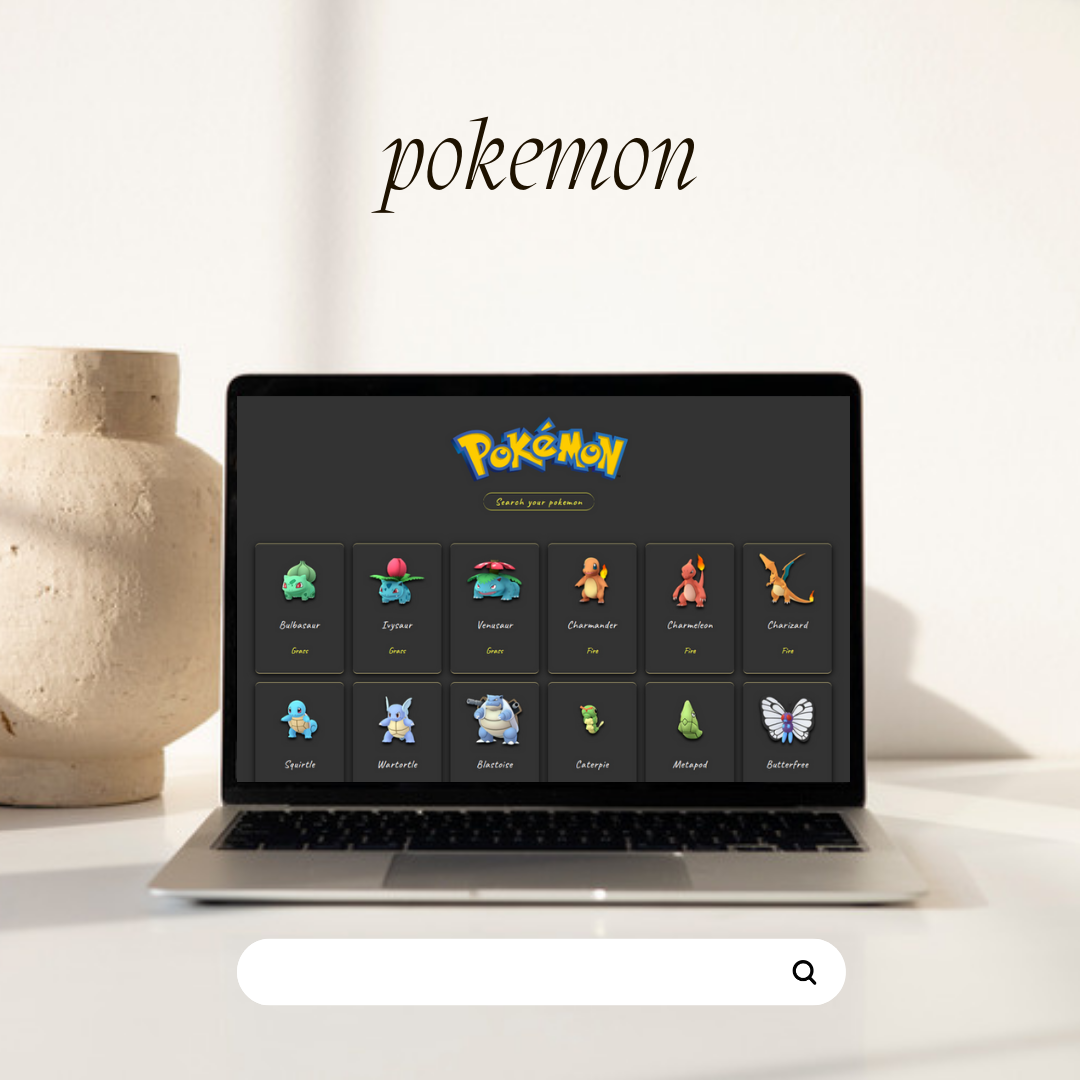 pokemon
POKéMON
Search your pokemon
Bulbasaur Ivysaur Venusaur Charmander Charmeleon Charizard
Grass Grass Grass Fire Fire Fire
Squirtle Wartortle Blastoise Caterpie Metapod Butterfree